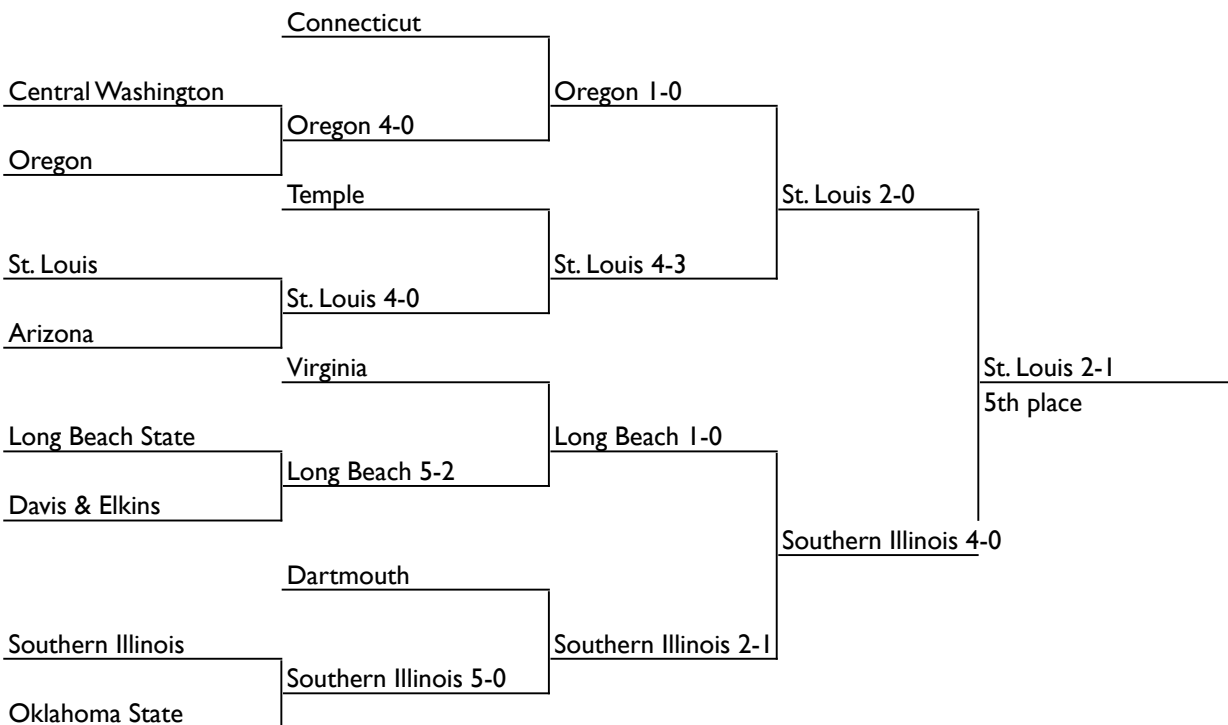 Connecticut
Central Washington
Oregon 1-0
Oregon 4-0
Oregon
Temple
St. Louis 2-0
St. Louis
St. Louis 4-3
St. Louis 4-0
Arizona
Virginia
St. Louis 2-1
5th place
Long Beach State
Long Beach 1-0
Long Beach 5-2
Davis & Elkins
Southern Illinois 4-0
Dartmouth
Southern Illinois
Southern Illinois 2-1
Southern Illinois 5-0
Oklahoma State